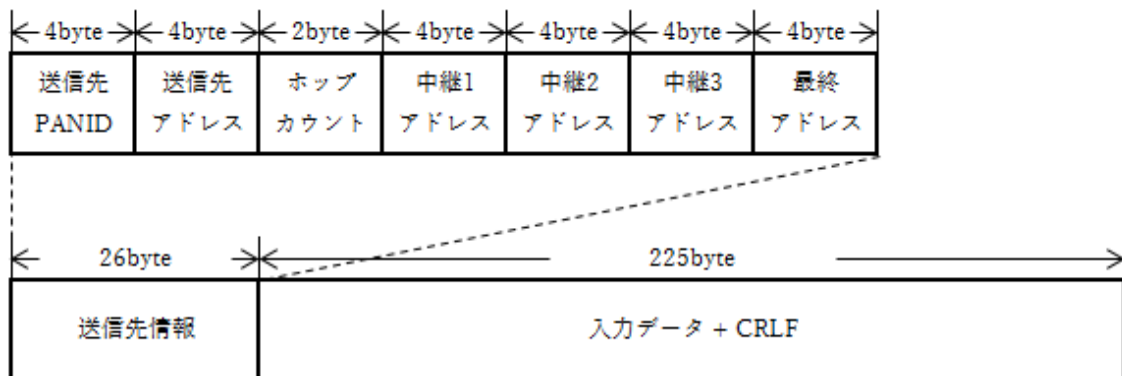 4byte 4byte 2byte 4byte 4byte 4byte 4byte
送信先 送信先 ホップ 中継1 中継2 中継3 最終
PANID アドレス カウント アドレス アドレス アドレス アドレス
26byte 225byte
送信先情報 入力データ + CRLF